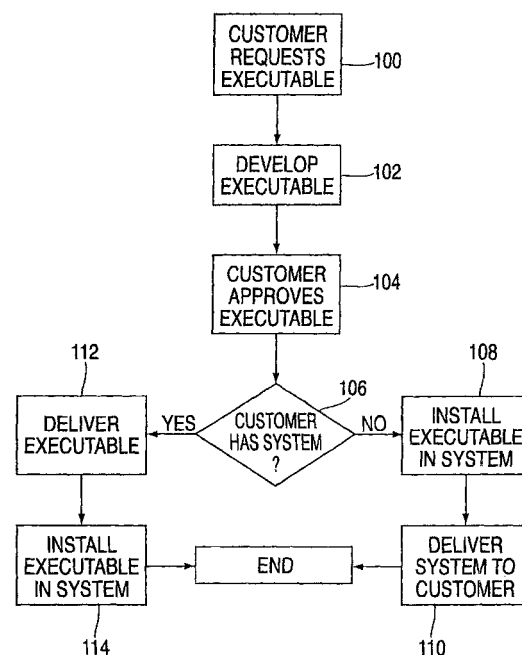 CUSTOMER
REQUESTS
EXECUTABLE
100
DEVELOP
EXECUTABLE
102
CUSTOMER
APPROVES
EXECUTABLE
104
112
106
108
DELIVER
EXECUTABLE
YES
CUSTOMER
HAS SYSTEM
?
NO
INSTALL
EXECUTABLE
IN SYSTEM
INSTALL
EXECUTABLE
IN SYSTEM
END
DELIVER
SYSTEM TO
CUSTOMER
114
110